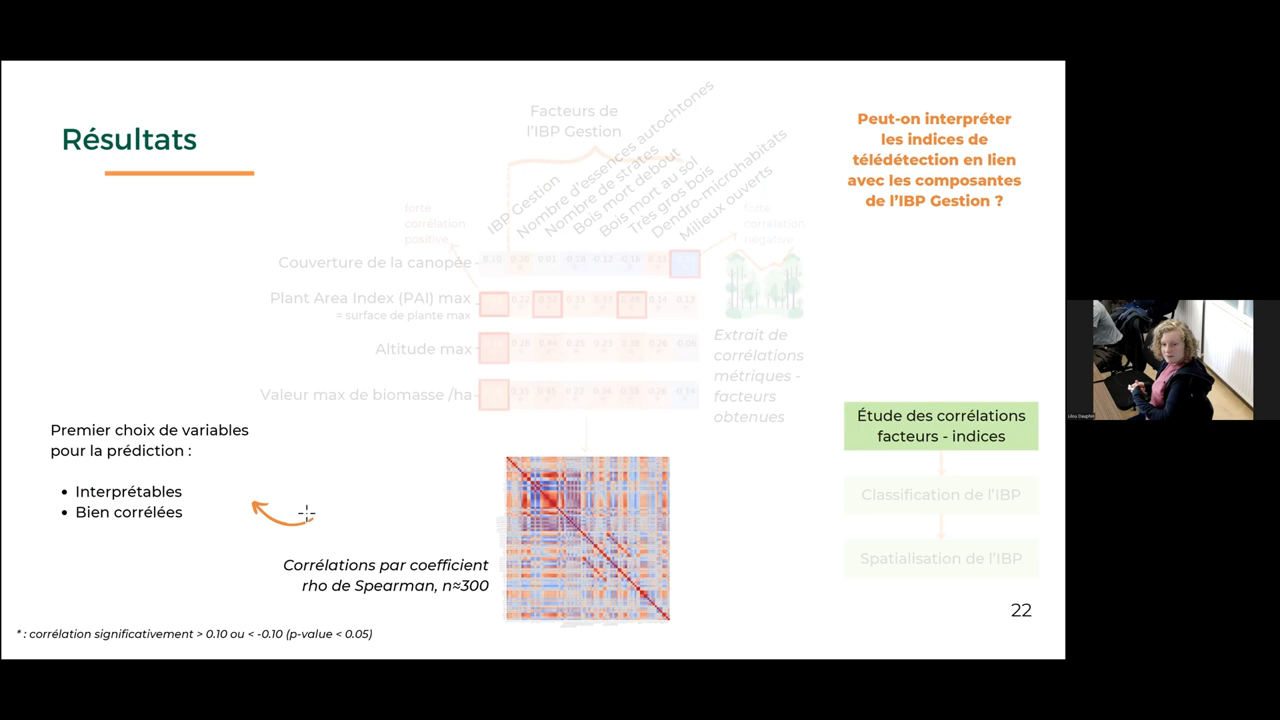 Résultats
Facteurs de
l'IBP Gestion
IBP Gestion
Nombre d'essences autochtones
Nombre de strates
Bois mort debout
Bois mort au sol
Très gros bois
Dendro-microhabitats
Milieux ouverts
forte
corrélation
positive
forte
corrélation
négative
Couverture de la canopée
Plant Area Index (PAI) max
= surface de plante max
Altitude max
Valeur max de biomasse /ha
Extrait de
corrélations
métriques -
facteurs
obtenues
Peut-on interpréter
les indices de
télédétection en lien
avec les composantes
de l'IBP Gestion ?
Étude des corrélations
facteurs - indices
Classification de l'IBP
Spatialisation de l'IBP
Premier choix de variables
pour la prédiction :
• Interprétables
• Bien corrélées
Corrélations par coefficient
rho de Spearman, n≈300
22
* : corrélation significativement > 0.10 ou < -0.10 (p-value < 0.05)
Lilou Dauphin